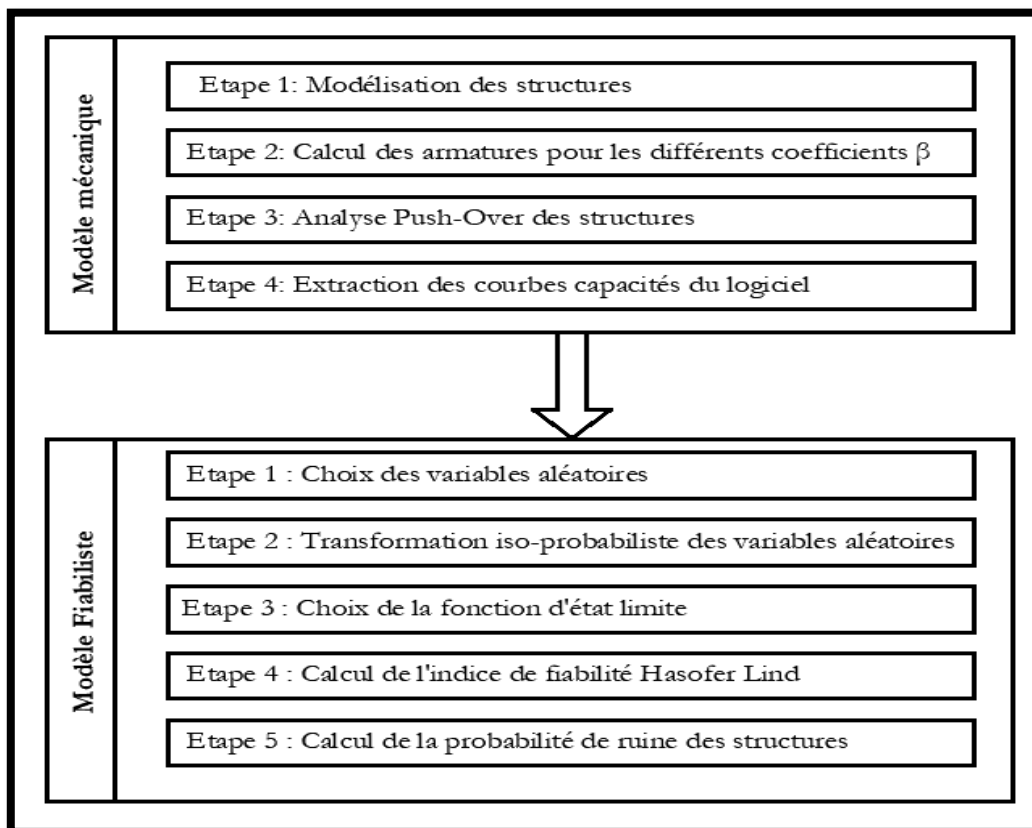 Modèle mécanique
Etape 1: Modélisation des structures
Etape 2: Calcul des armatures pour les différents coefficients β
Etape 3: Analyse Push-Over des structures
Etape 4: Extraction des courbes capacités du logiciel
Modèle Fiabiliste
Etape 1 : Choix des variables aléatoires
Etape 2 : Transformation iso-probabiliste des variables aléatoires
Etape 3 : Choix de la fonction d'état limite
Etape 4 : Calcul de l'indice de fiabilité Hasofer Lind
Etape 5 : Calcul de la probabilité de ruine des structures